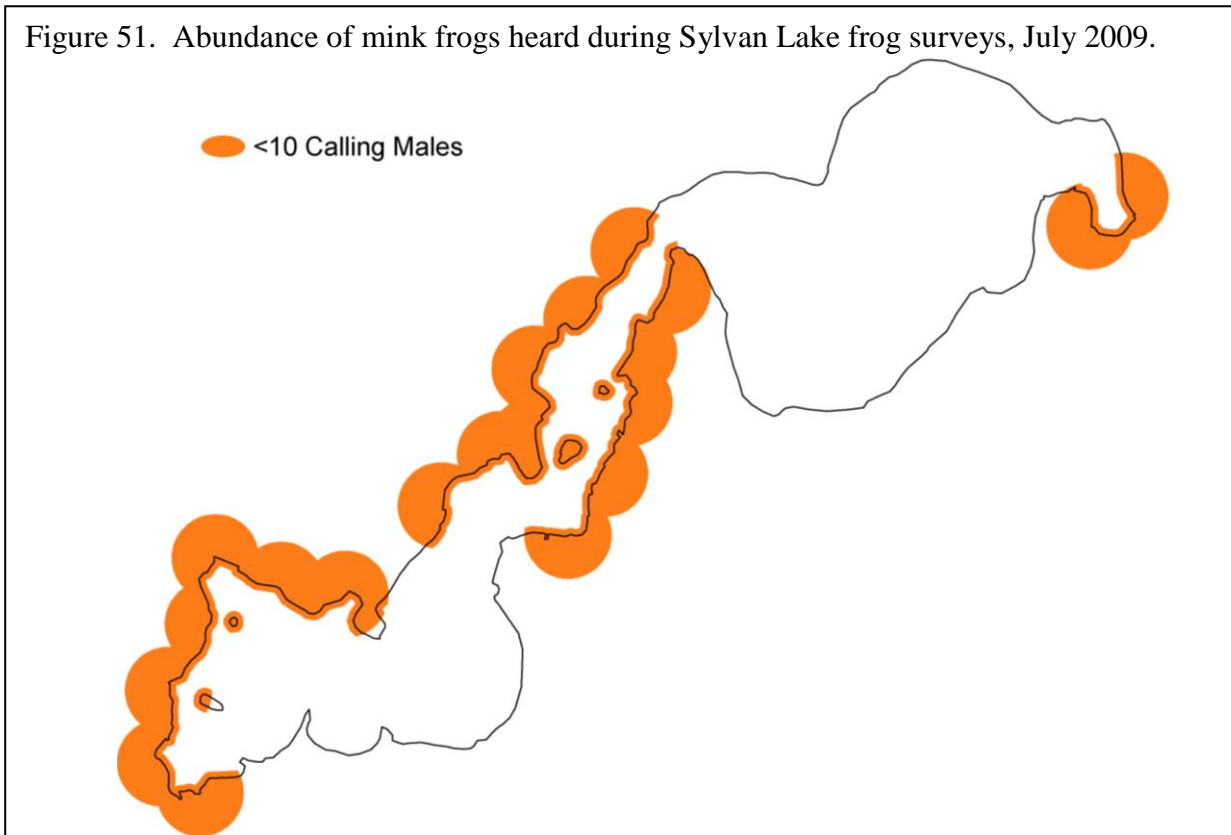 Figure 51.  Abundance of mink frogs heard during Sylvan Lake frog surveys, July 2009.
<10 Calling Males